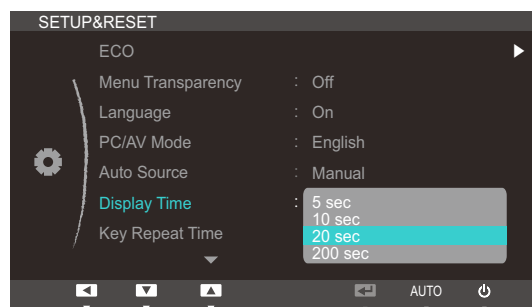 SETUP&RESET
ECO
Menu Transparency : Off
Language : On
PC/AV Mode : English
Auto Source : Manual
Display Time : 5 sec
10 sec
20 sec
200 sec
Key Repeat Time
AUTO